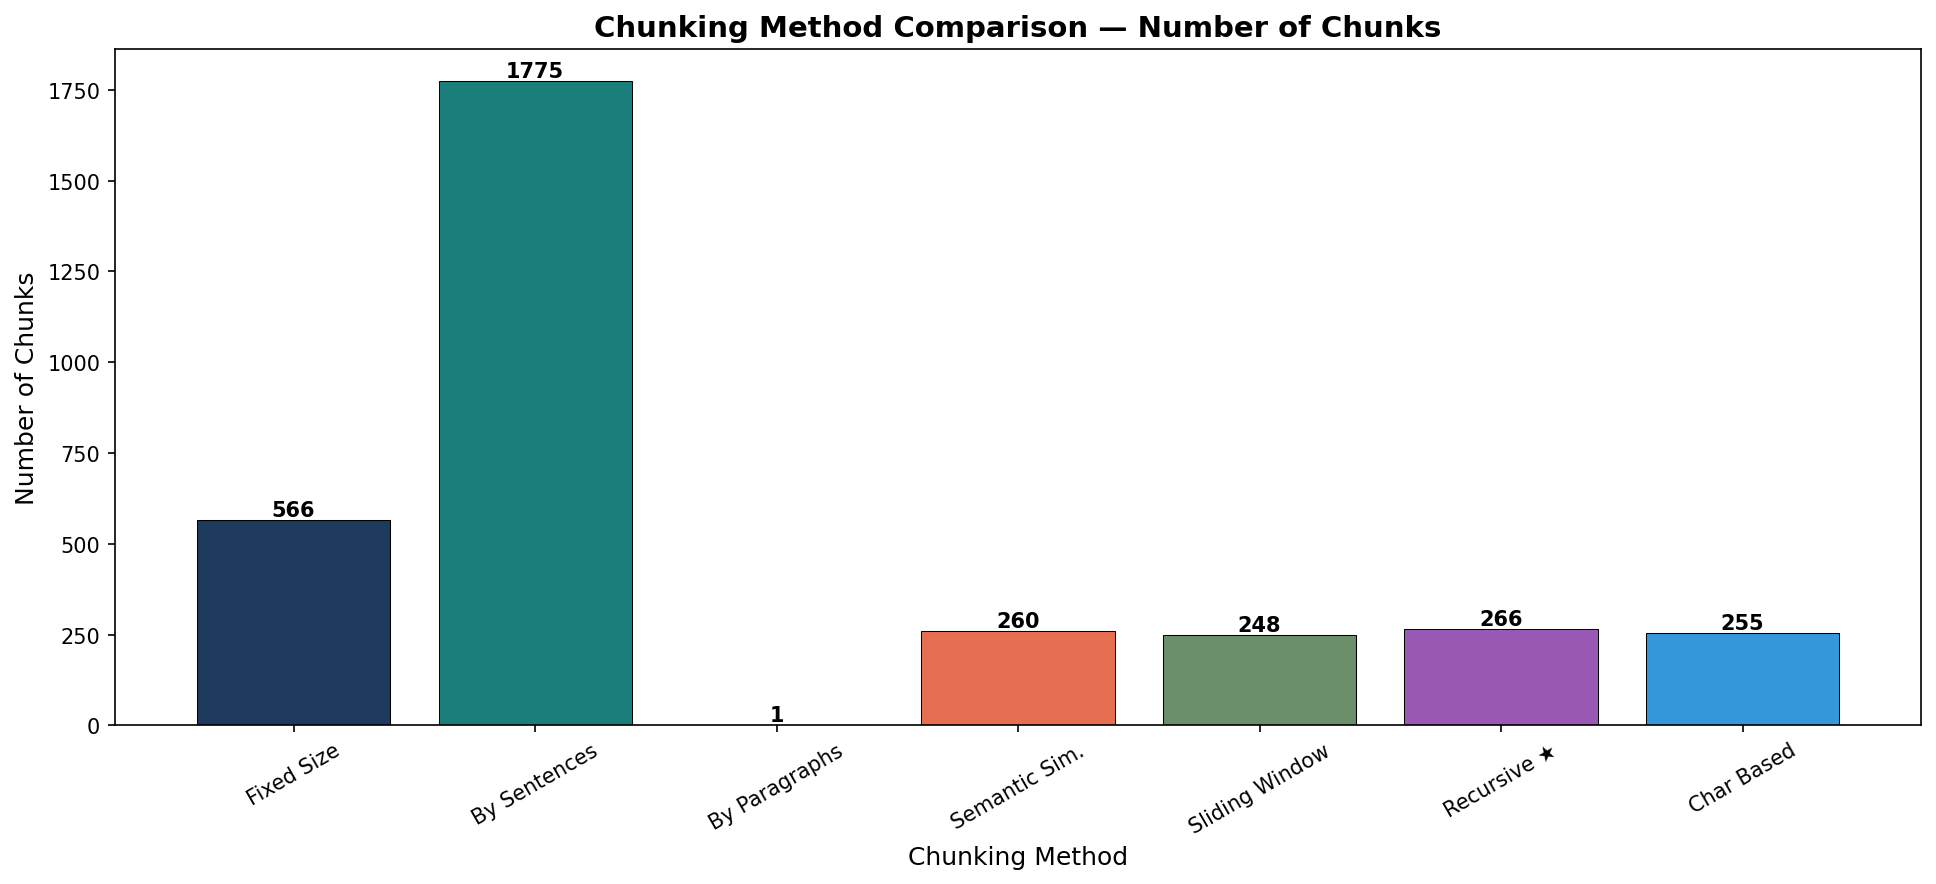 Chunking Method Comparison — Number of Chunks
Number of Chunks
1750
1500
1250
1000
750
500
250
0
566
1775
1
260
248
266
255
Fixed Size
By Sentences
By Paragraphs
Semantic Sim.
Sliding Window
Recursive ★
Char Based
Chunking Method